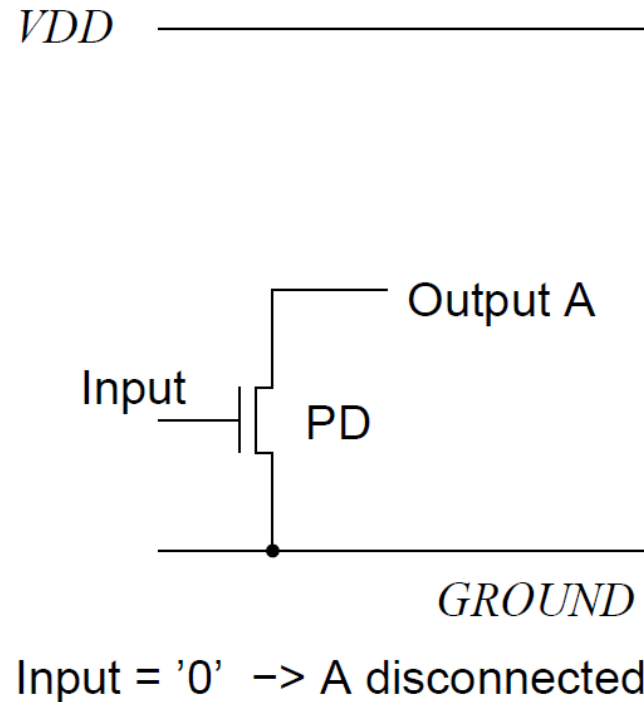 VDD
Output A
Input
PD
GROUND
Input = ’0’ −> A disconnected